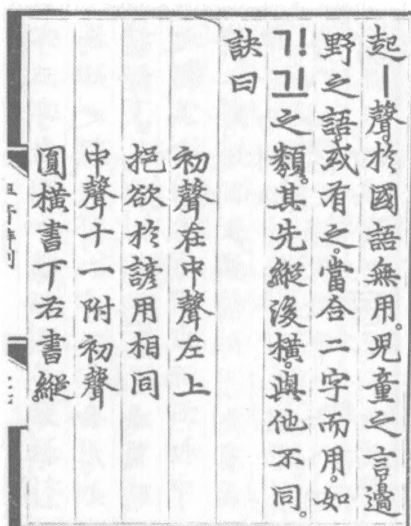 起ㅣ聲。於國語無用。兒童之言。邊
野之語。或有之。當合二字而用。如
ᄀᆝᄀᆜ之類。其先縱後橫。與他不同。
訣曰
初聲在中聲左上
挹欲於諺用相同
中聲十一附初聲
圓橫書下右書縱